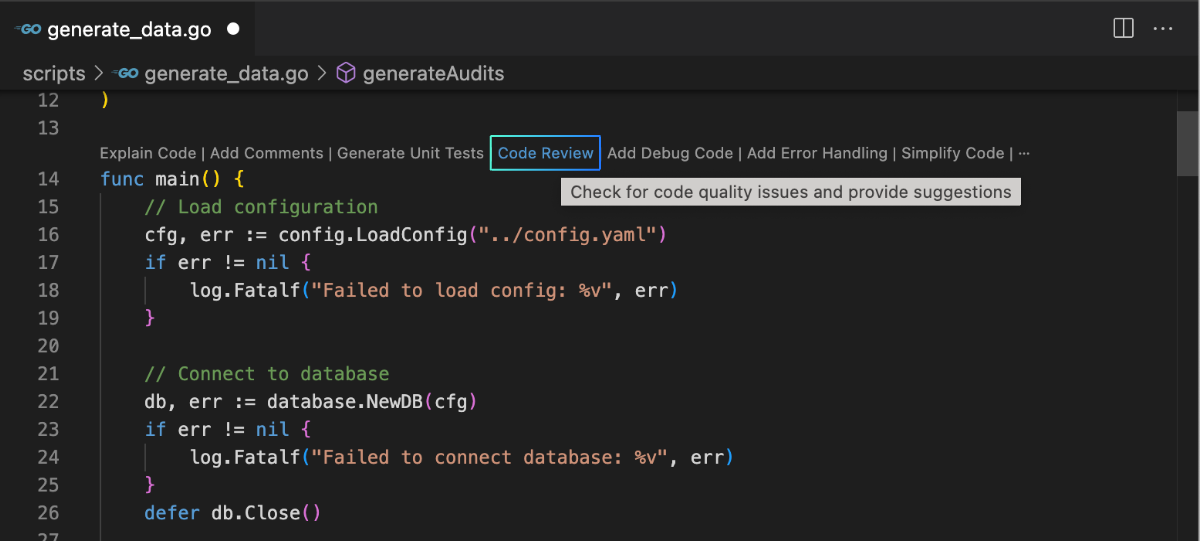 GO generate_data.go
scripts > GO generate_data.go > generateAudits
12 )
13
Explain Code | Add Comments | Generate Unit Tests Code Review Add Debug Code | Add Error Handling | Simplify Code | ···
14 func main() {
Check for code quality issues and provide suggestions
15     // Load configuration
16     cfg, err := config.LoadConfig("../config.yaml")
17     if err != nil {
18         log.Fatalf("Failed to load config: %v", err)
19     }
20
21     // Connect to database
22     db, err := database.NewDB(cfg)
23     if err != nil {
24         log.Fatalf("Failed to connect database: %v", err)
25     }
26     defer db.Close()
27